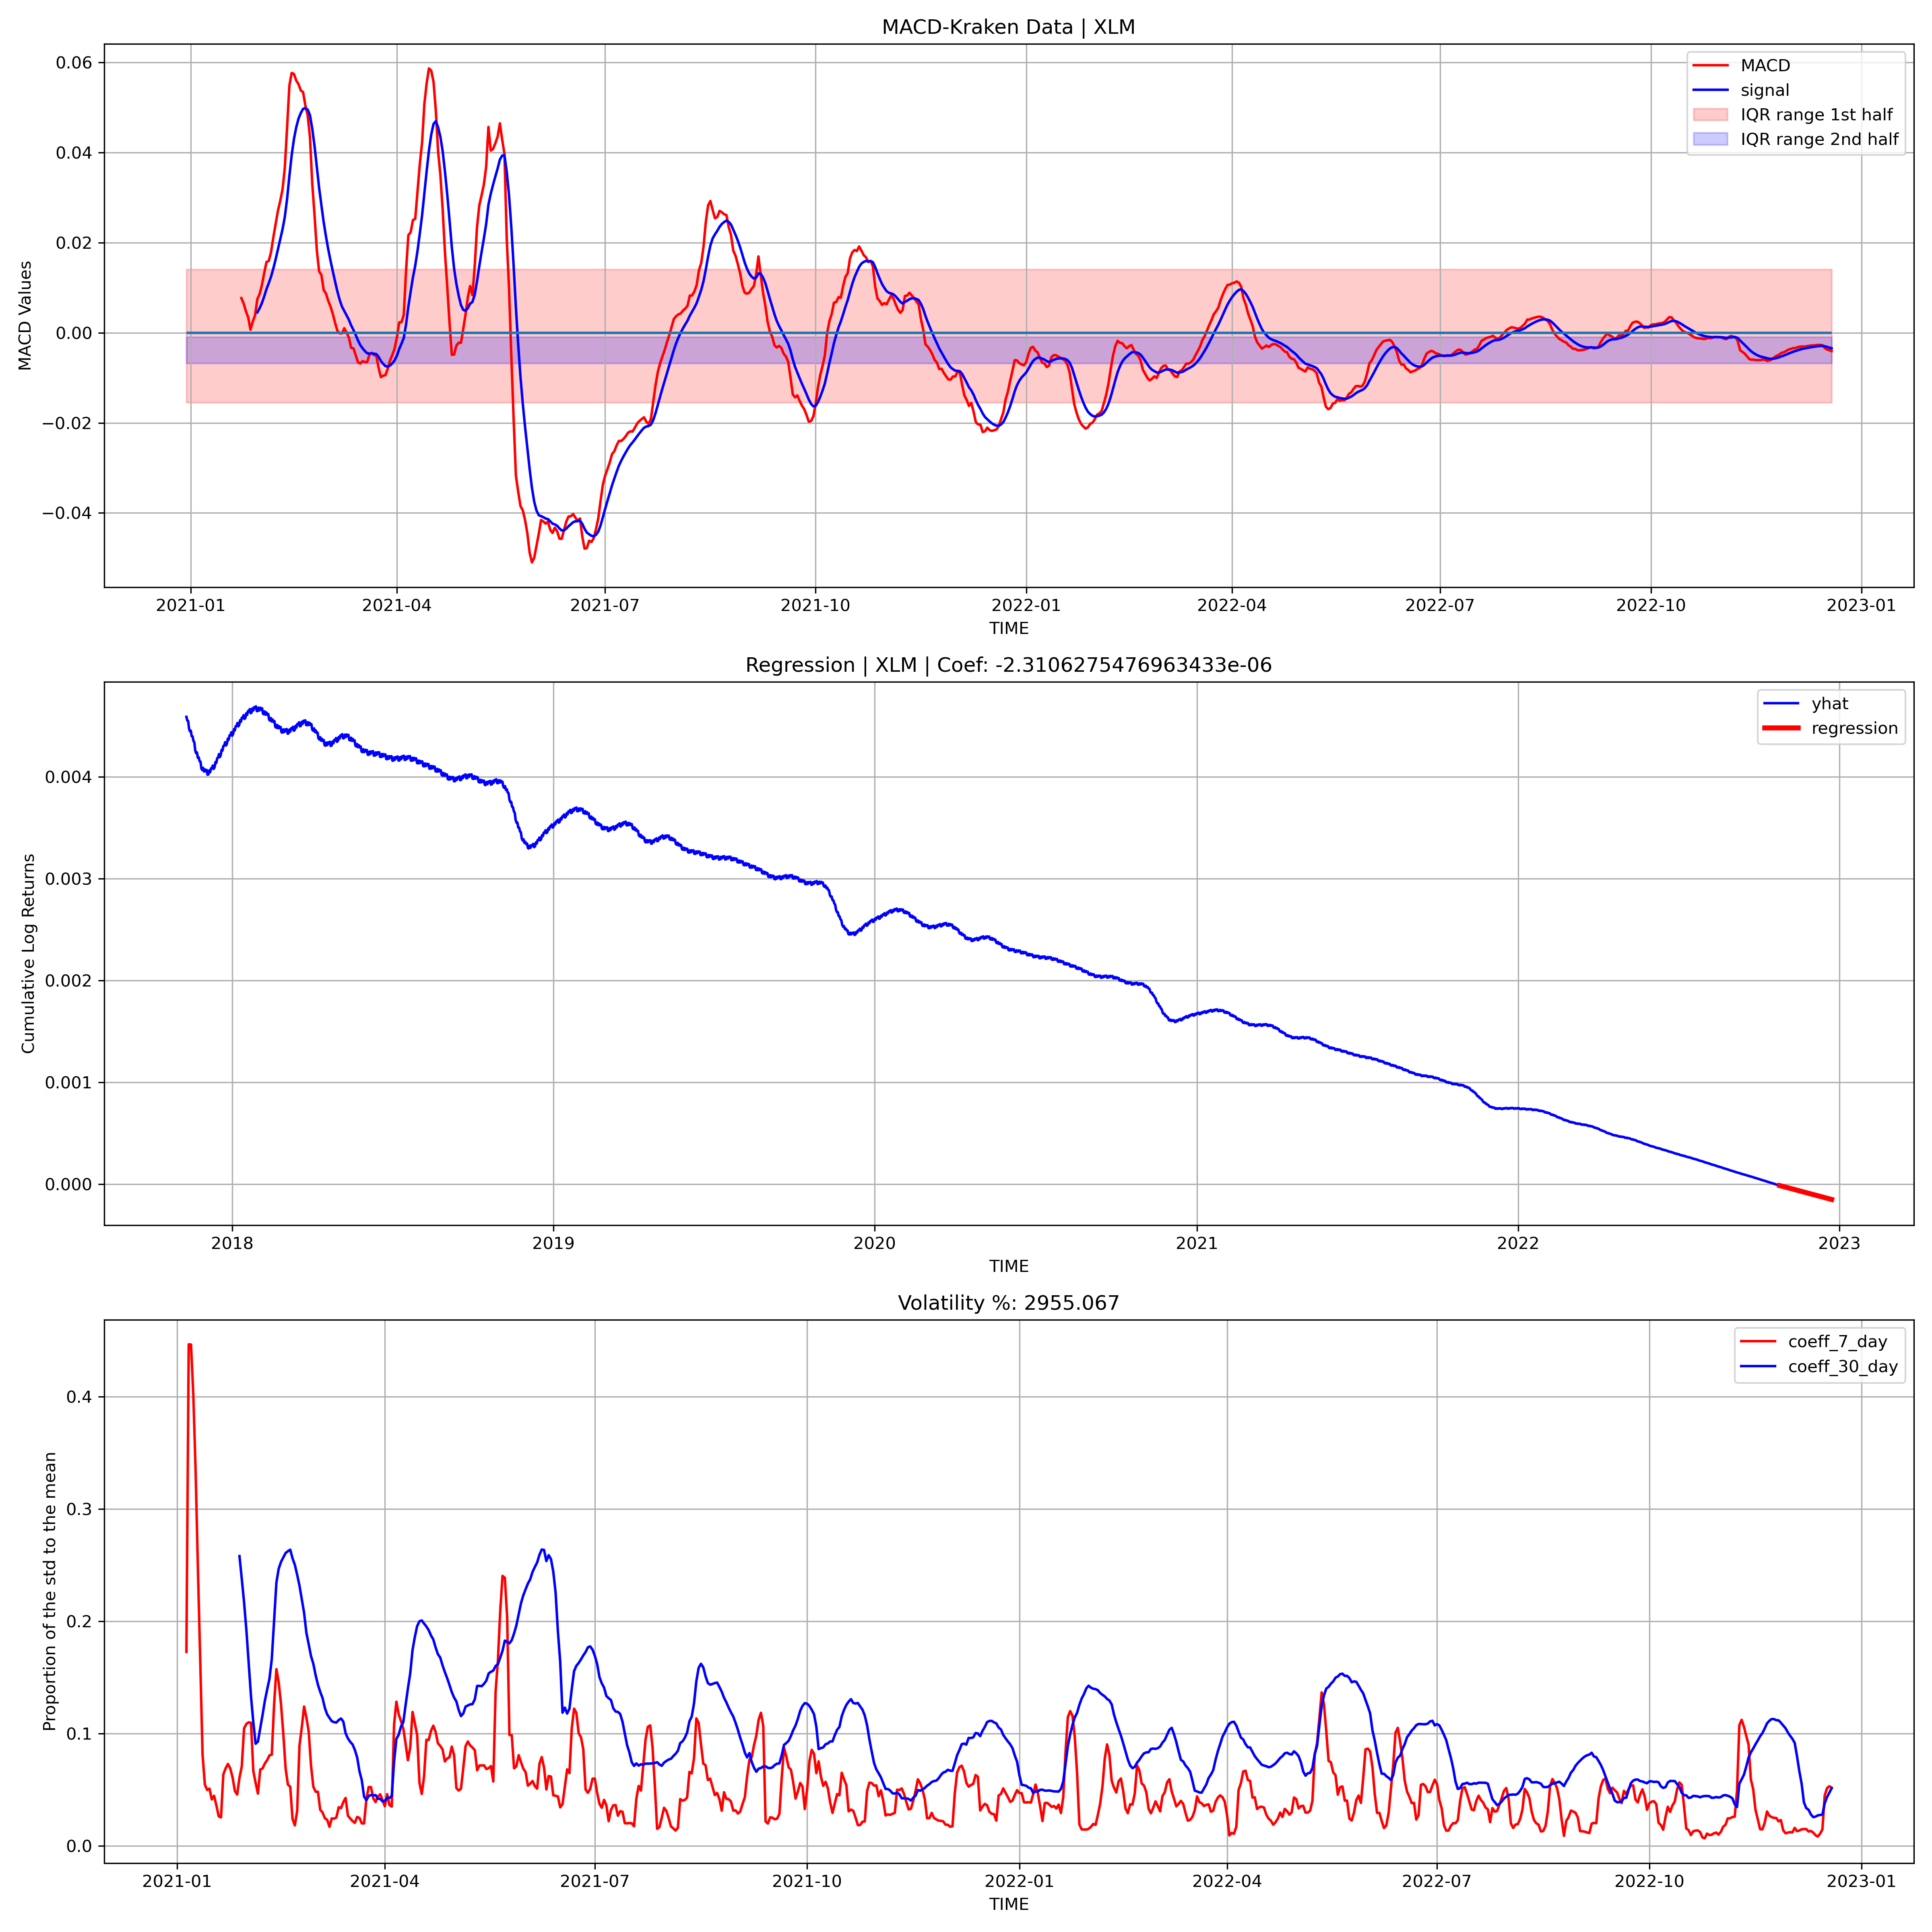 MACD-Kraken Data | XLM
MACD
signal
IQR range 1st half
IQR range 2nd half
MACD Values
0.06
0.04
0.02
0.00
−0.02
−0.04
2021-01 2021-04 2021-07 2021-10 2022-01 2022-04 2022-07 2022-10 2023-01
TIME
Regression | XLM | Coef: -2.3106275476963433e-06
yhat
regression
Cumulative Log Returns
0.004
0.003
0.002
0.001
0.000
2018 2019 2020 2021 2022 2023
TIME
Volatility %: 2955.067
coeff_7_day
coeff_30_day
Proportion of the std to the mean
0.4
0.3
0.2
0.1
0.0
2021-01 2021-04 2021-07 2021-10 2022-01 2022-04 2022-07 2022-10 2023-01
TIME